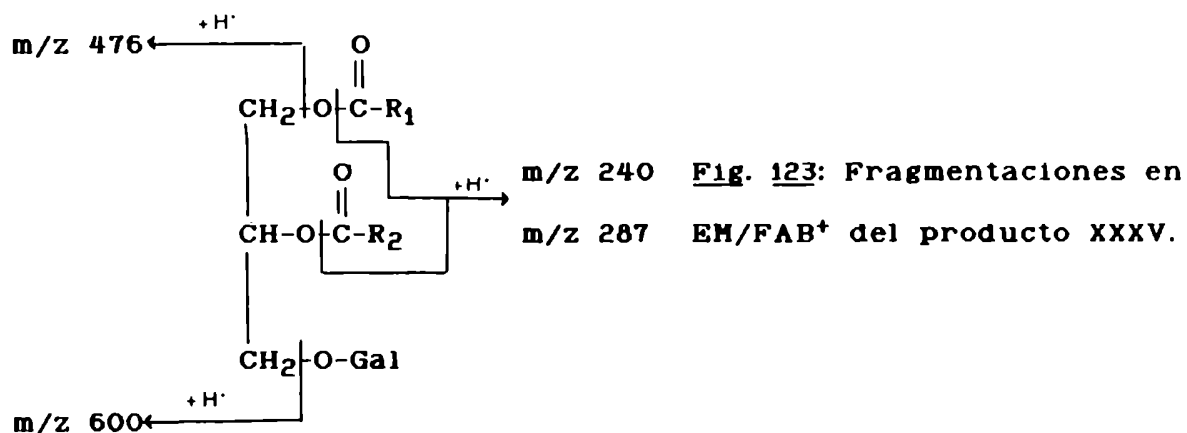 +H·
m/z 476
O
CH2-O-C-R1
O
+H·
m/z 240 Fig. 123: Fragmentaciones en
CH-O-C-R2
m/z 287 EM/FAB+ del producto XXXV.
CH2-O-Gal
+H·
m/z 600